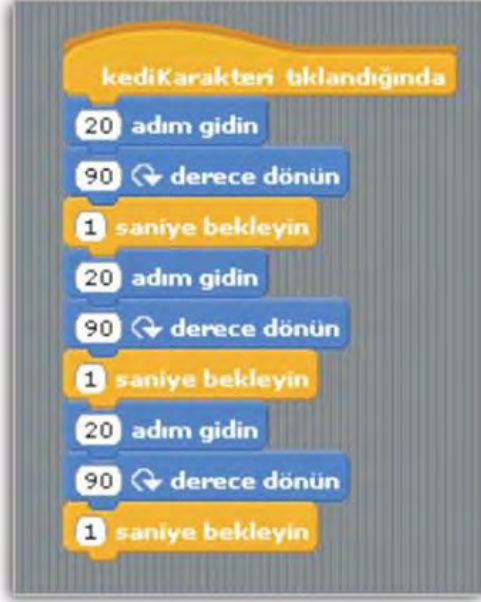 kediKarakteri tıklandığında
20 adım gidin
90 derece dönün
1 saniye bekleyin
20 adım gidin
90 derece dönün
1 saniye bekleyin
20 adım gidin
90 derece dönün
1 saniye bekleyin